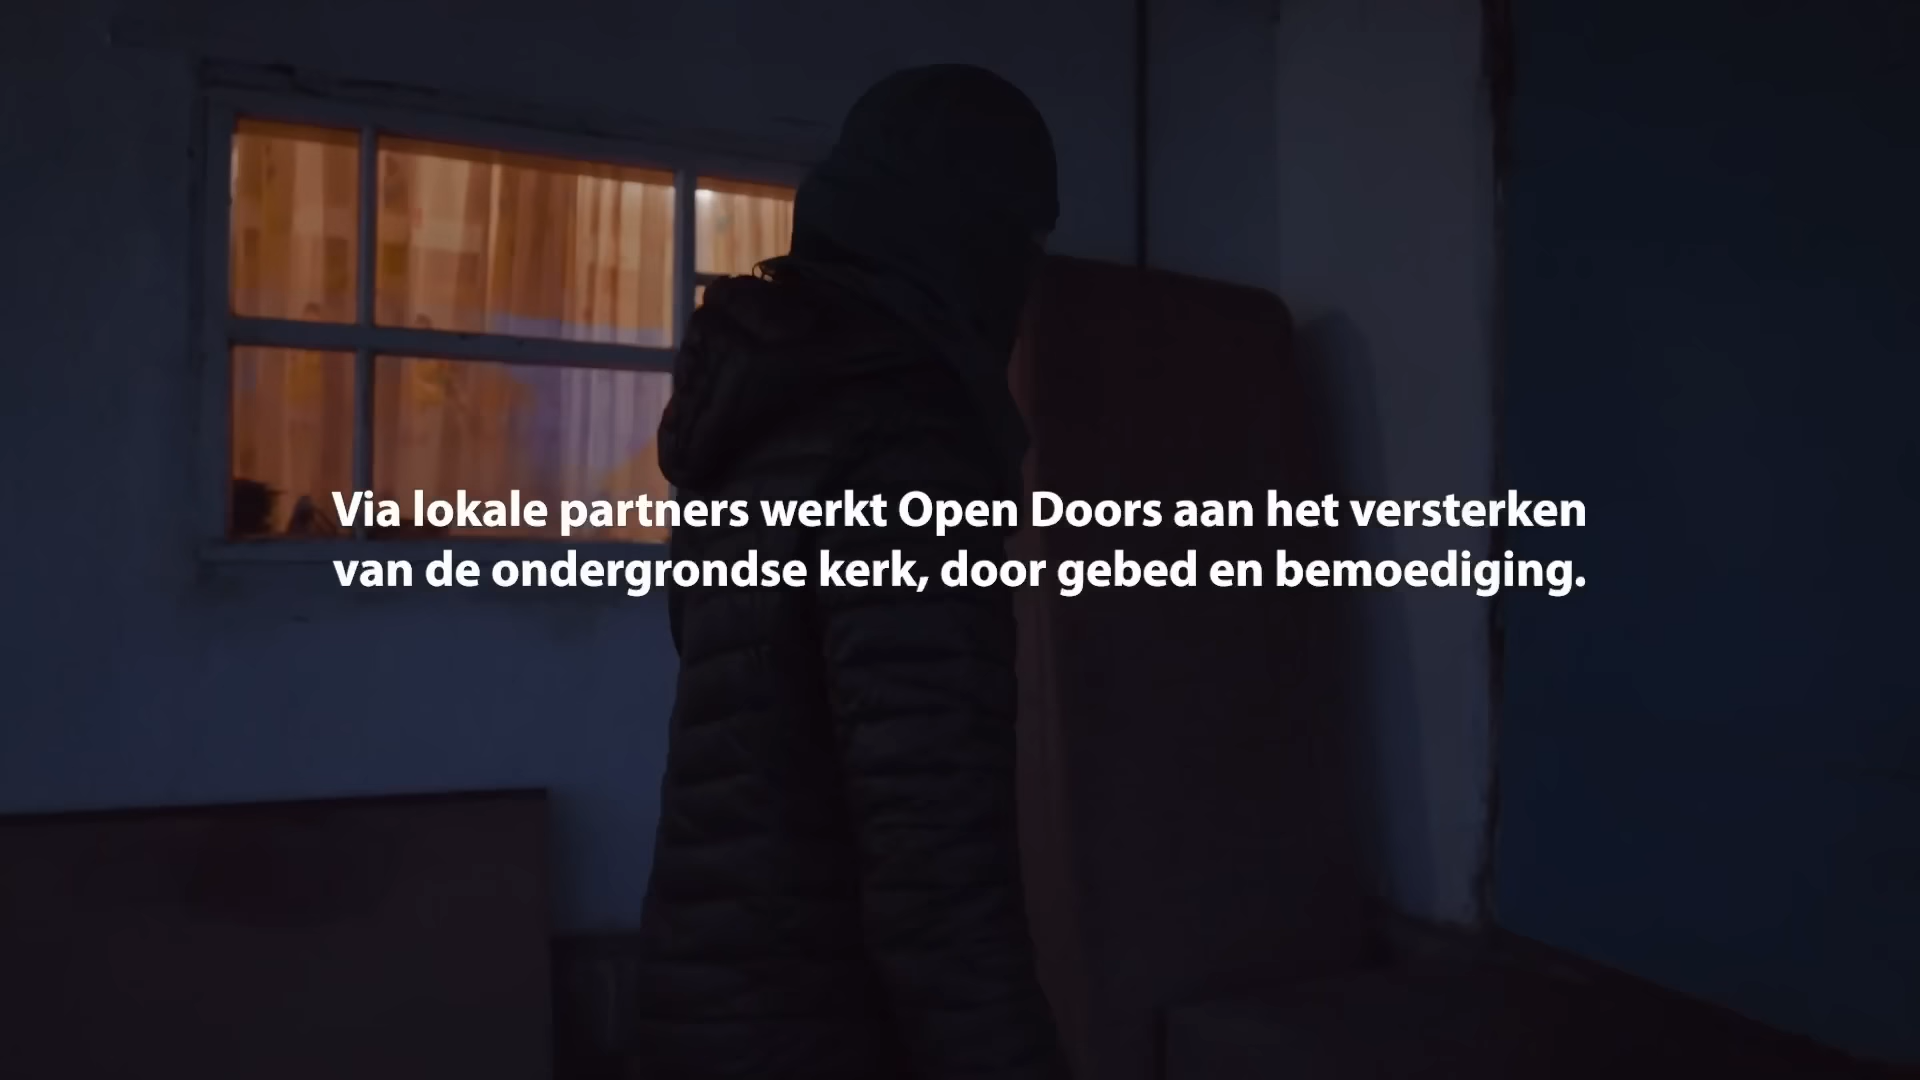 Via lokale partners werkt Open Doors aan het versterken
van de ondergrondse kerk, door gebed en bemoediging.